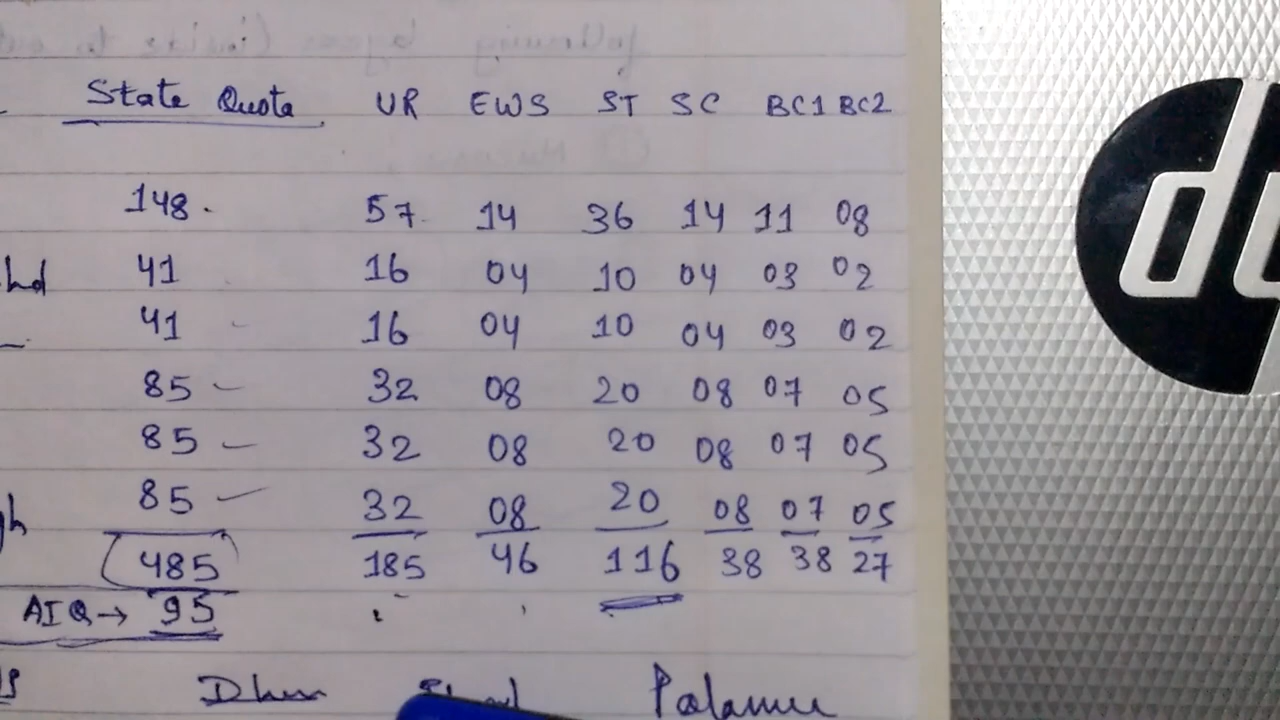 State Quota UR EWS ST SC BC1 BC2
148 57 14 36 14 11 08
41 16 04 10 04 03 02
41 16 04 10 04 03 02
85 32 08 20 08 07 05
85 32 08 20 08 07 05
85 32 08 20 08 07 05
485 185 46 116 38 38 27
AIQ → 95
Palamu